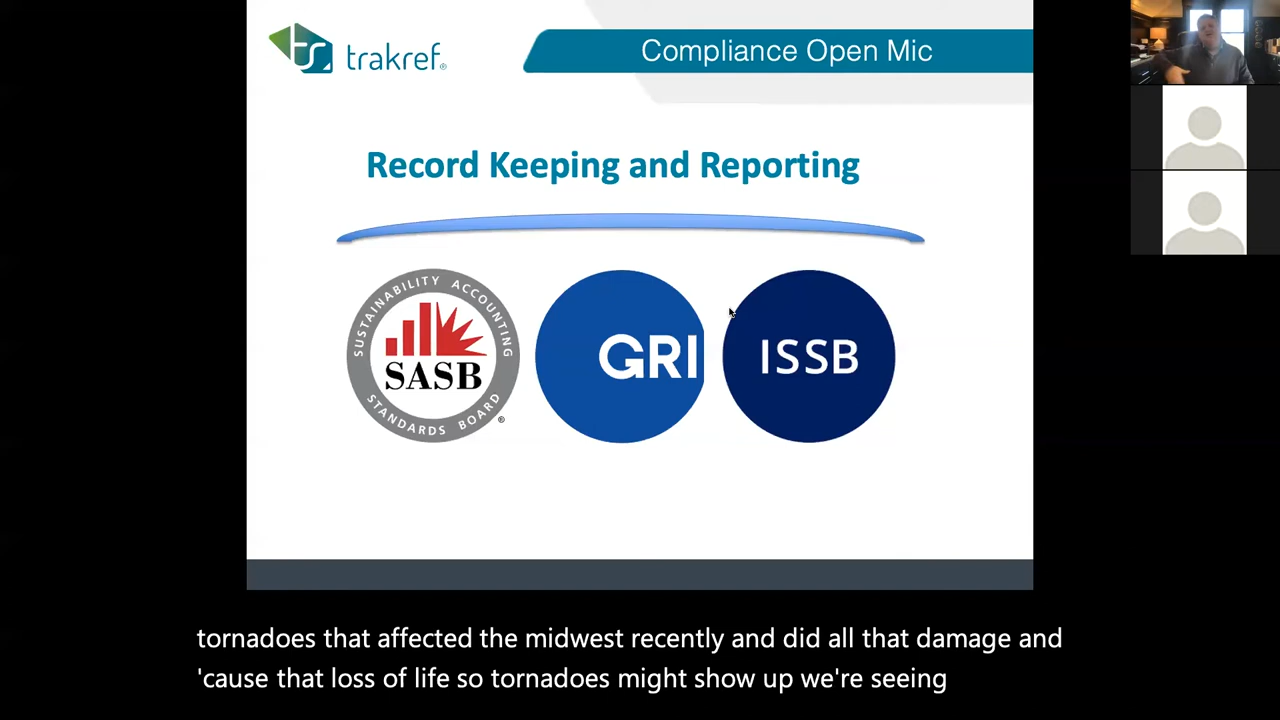 trakref®
Compliance Open Mic
Record Keeping and Reporting
SUSTAINABILITY ACCOUNTING
SASB
STANDARDS BOARD
®
GRI
ISSB
tornadoes that affected the midwest recently and did all that damage and
'cause that loss of life so tornadoes might show up we're seeing